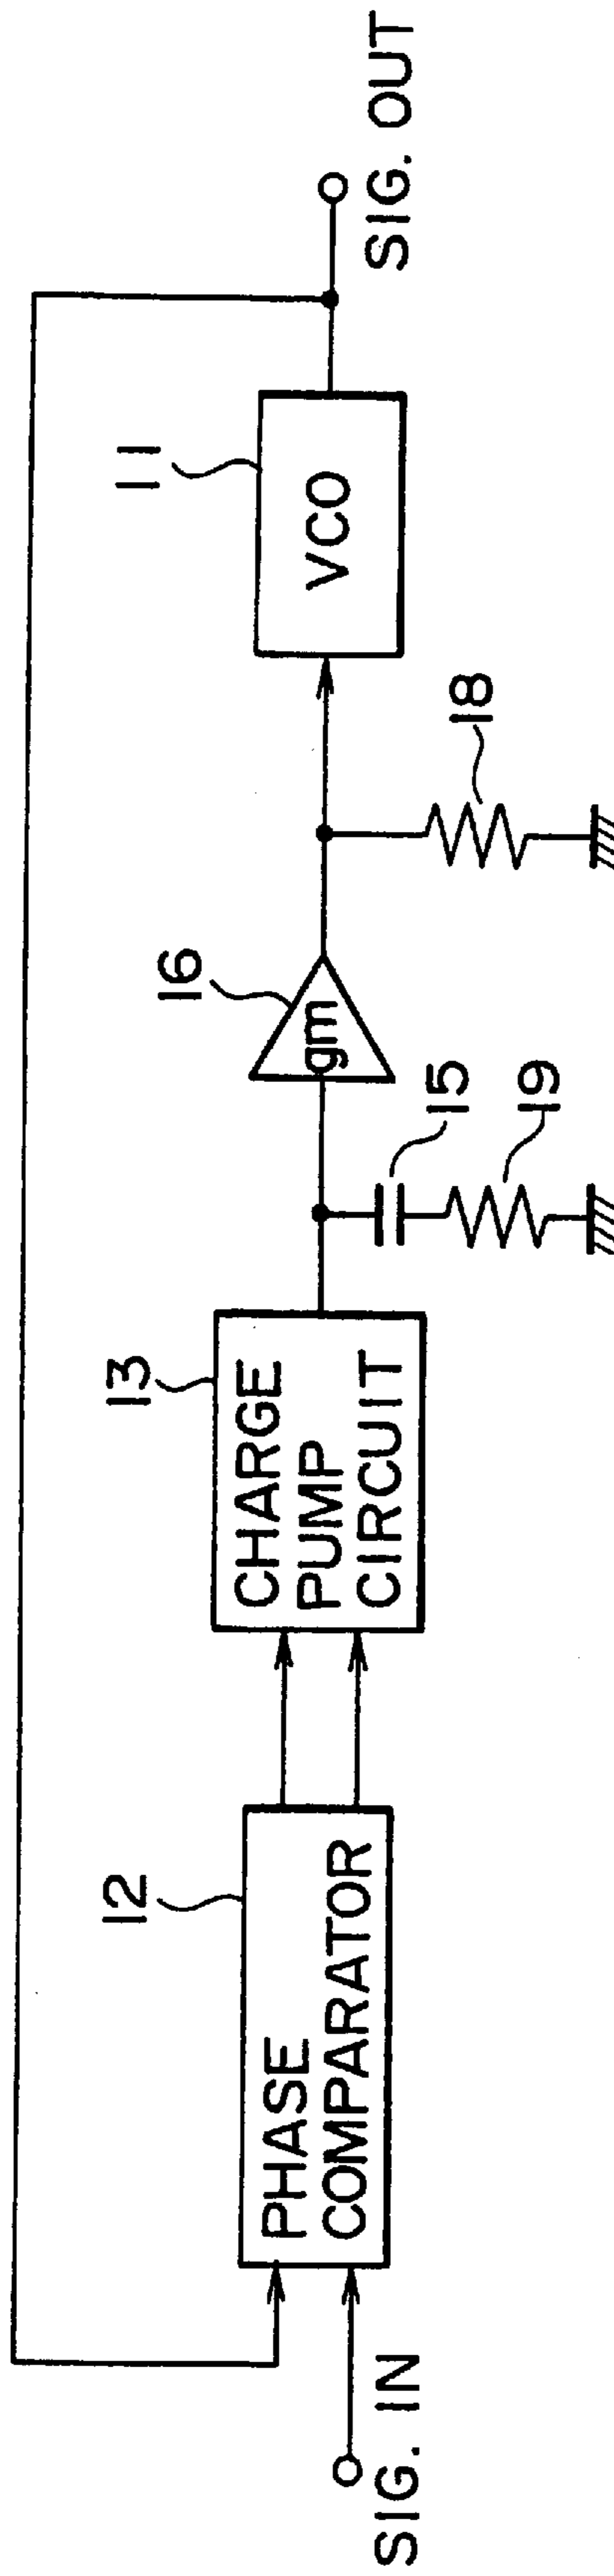 SIG. IN
12
PHASE
COMPARATOR
13
CHARGE
PUMP
CIRCUIT
15
19
16
gm
18
11
VCO
SIG. OUT